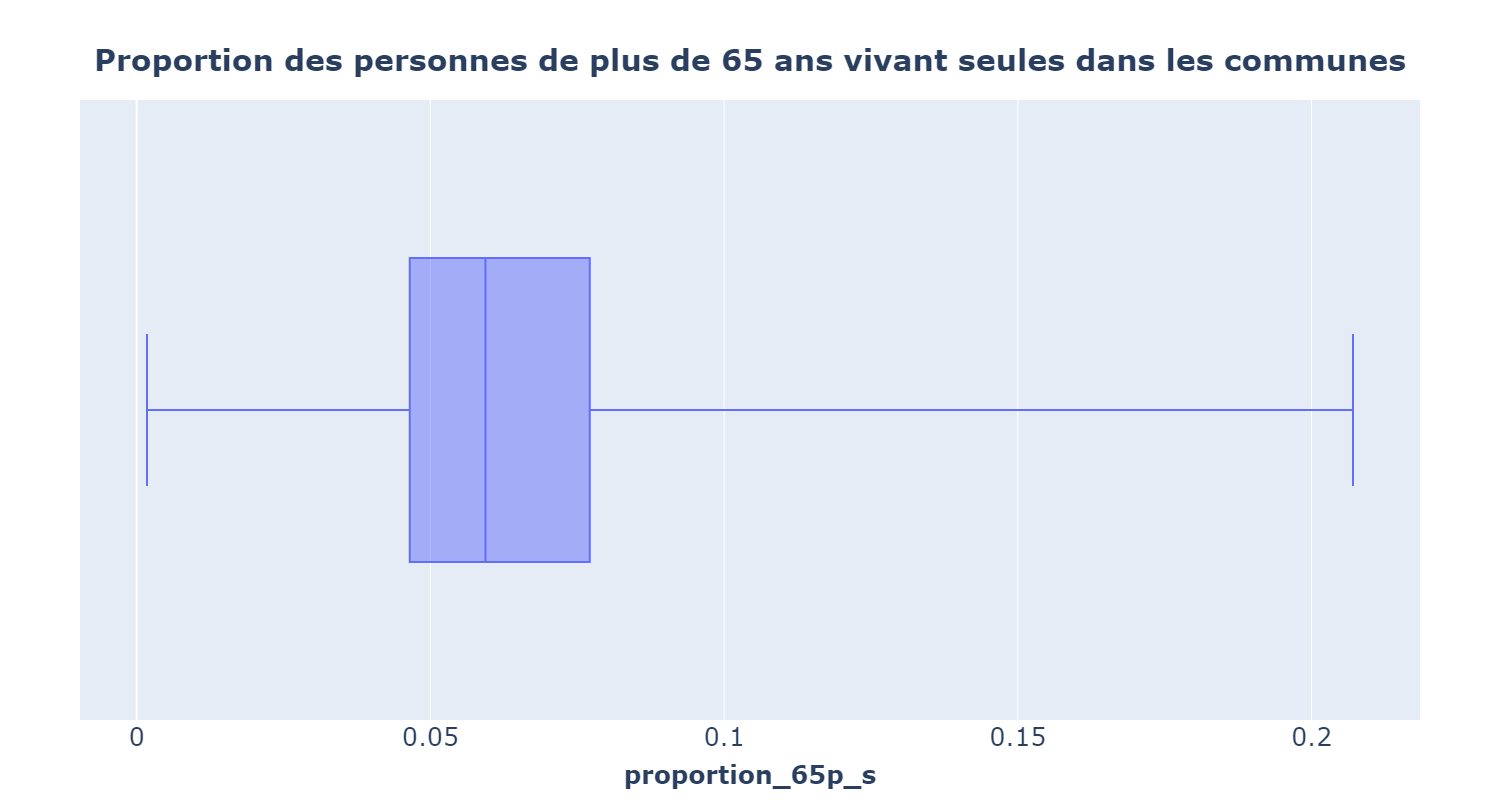 Proportion des personnes de plus de 65 ans vivant seules dans les communes
0 0.05 0.1 0.15 0.2
proportion_65p_s